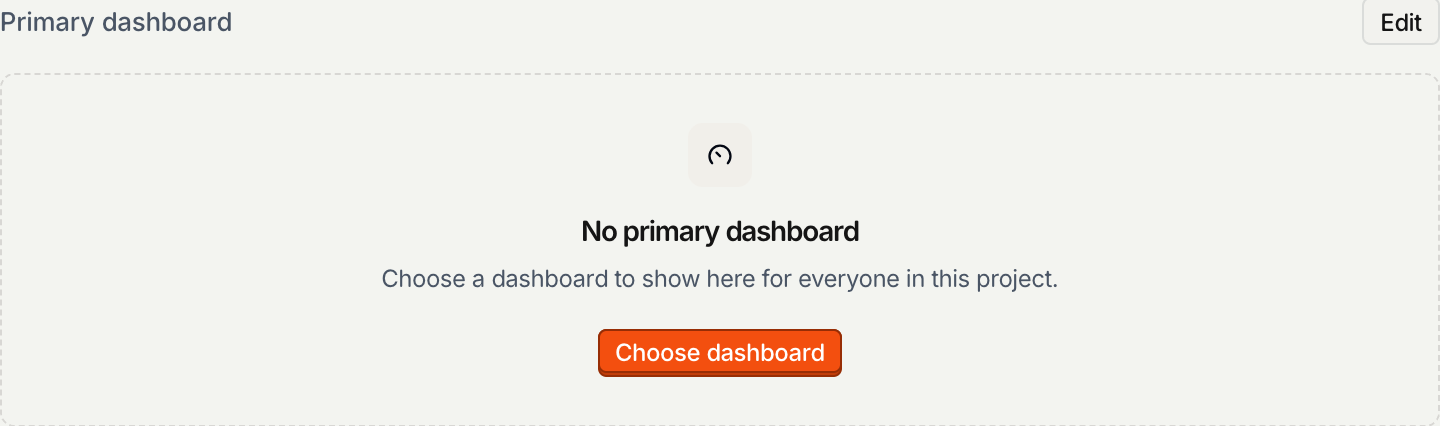 Primary dashboard
Edit
No primary dashboard
Choose a dashboard to show here for everyone in this project.
Choose dashboard